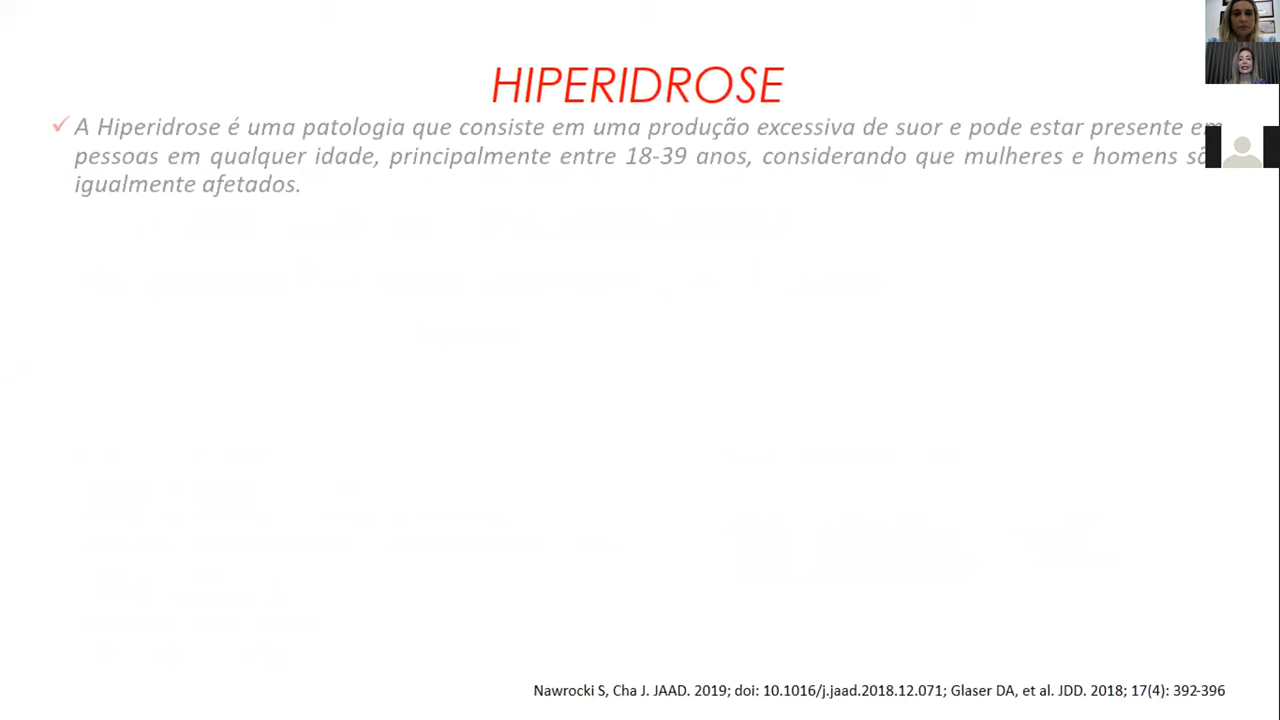 HIPERIDROSE
✓ A Hiperidrose é uma patologia que consiste em uma produção excessiva de suor e pode estar presente em
pessoas em qualquer idade, principalmente entre 18-39 anos, considerando que mulheres e homens são
igualmente afetados.
Nawrocki S, Cha J. JAAD. 2019; doi: 10.1016/j.jaad.2018.12.071; Glaser DA, et al. JDD. 2018; 17(4): 392-396